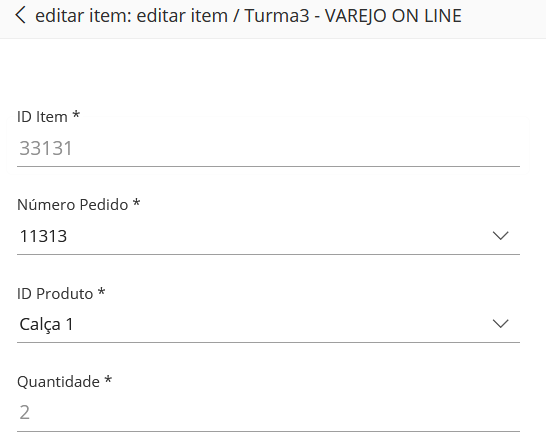 editar item: editar item / Turma3 - VAREJO ON LINE
ID Item *
33131
Número Pedido *
11313
ID Produto *
Calça 1
Quantidade *
2